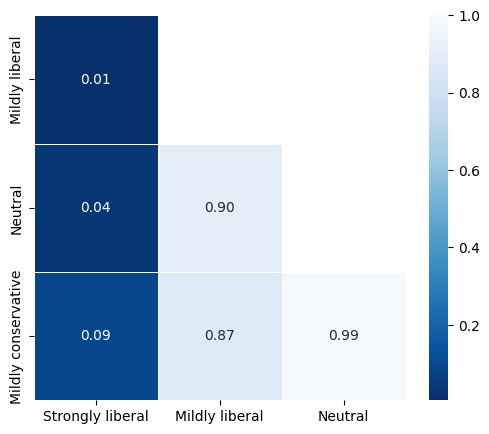 Mildly liberal
Neutral
Mildly conservative
0.01
0.04
0.90
0.09
0.87
0.99
Strongly liberal
Mildly liberal
Neutral
1.0
0.8
0.6
0.4
0.2